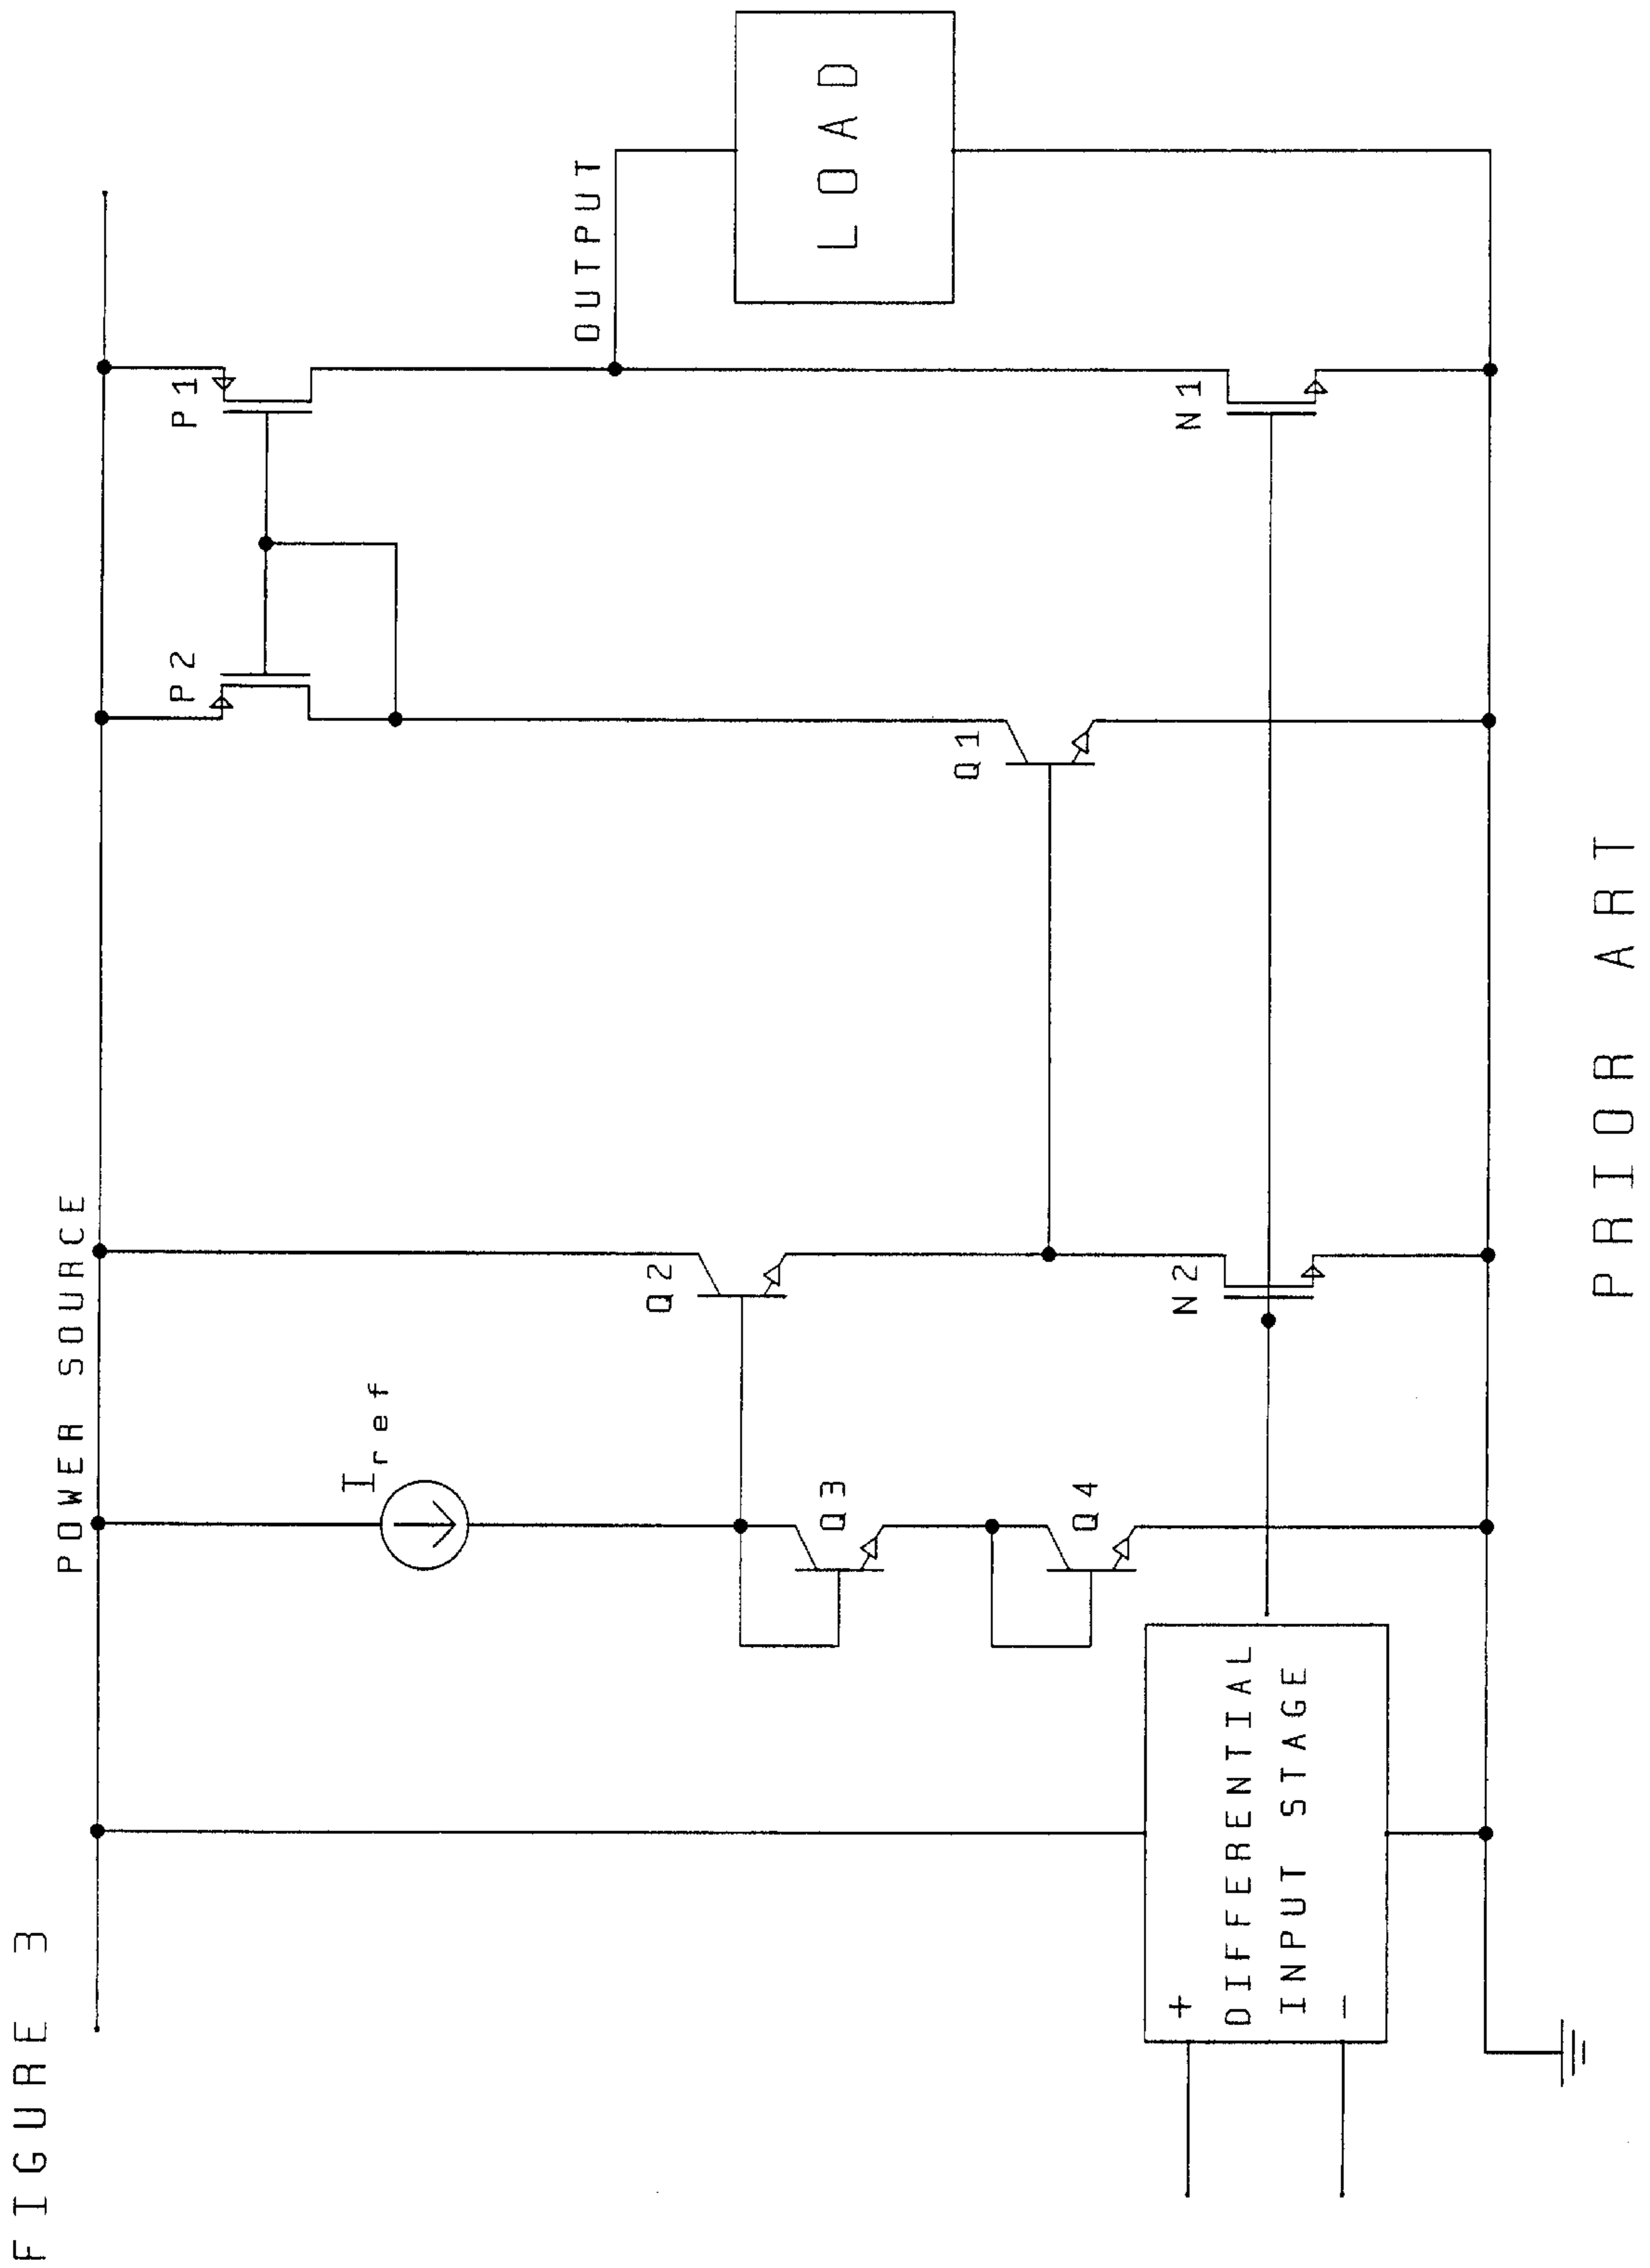 FIGURE 3
POWER SOURCE
P2
P1
Iref
OUTPUT
Q2
LOAD
Q3
Q1
Q4
+
DIFFERENTIAL
INPUT STAGE
−
N2
N1
PRIOR ART